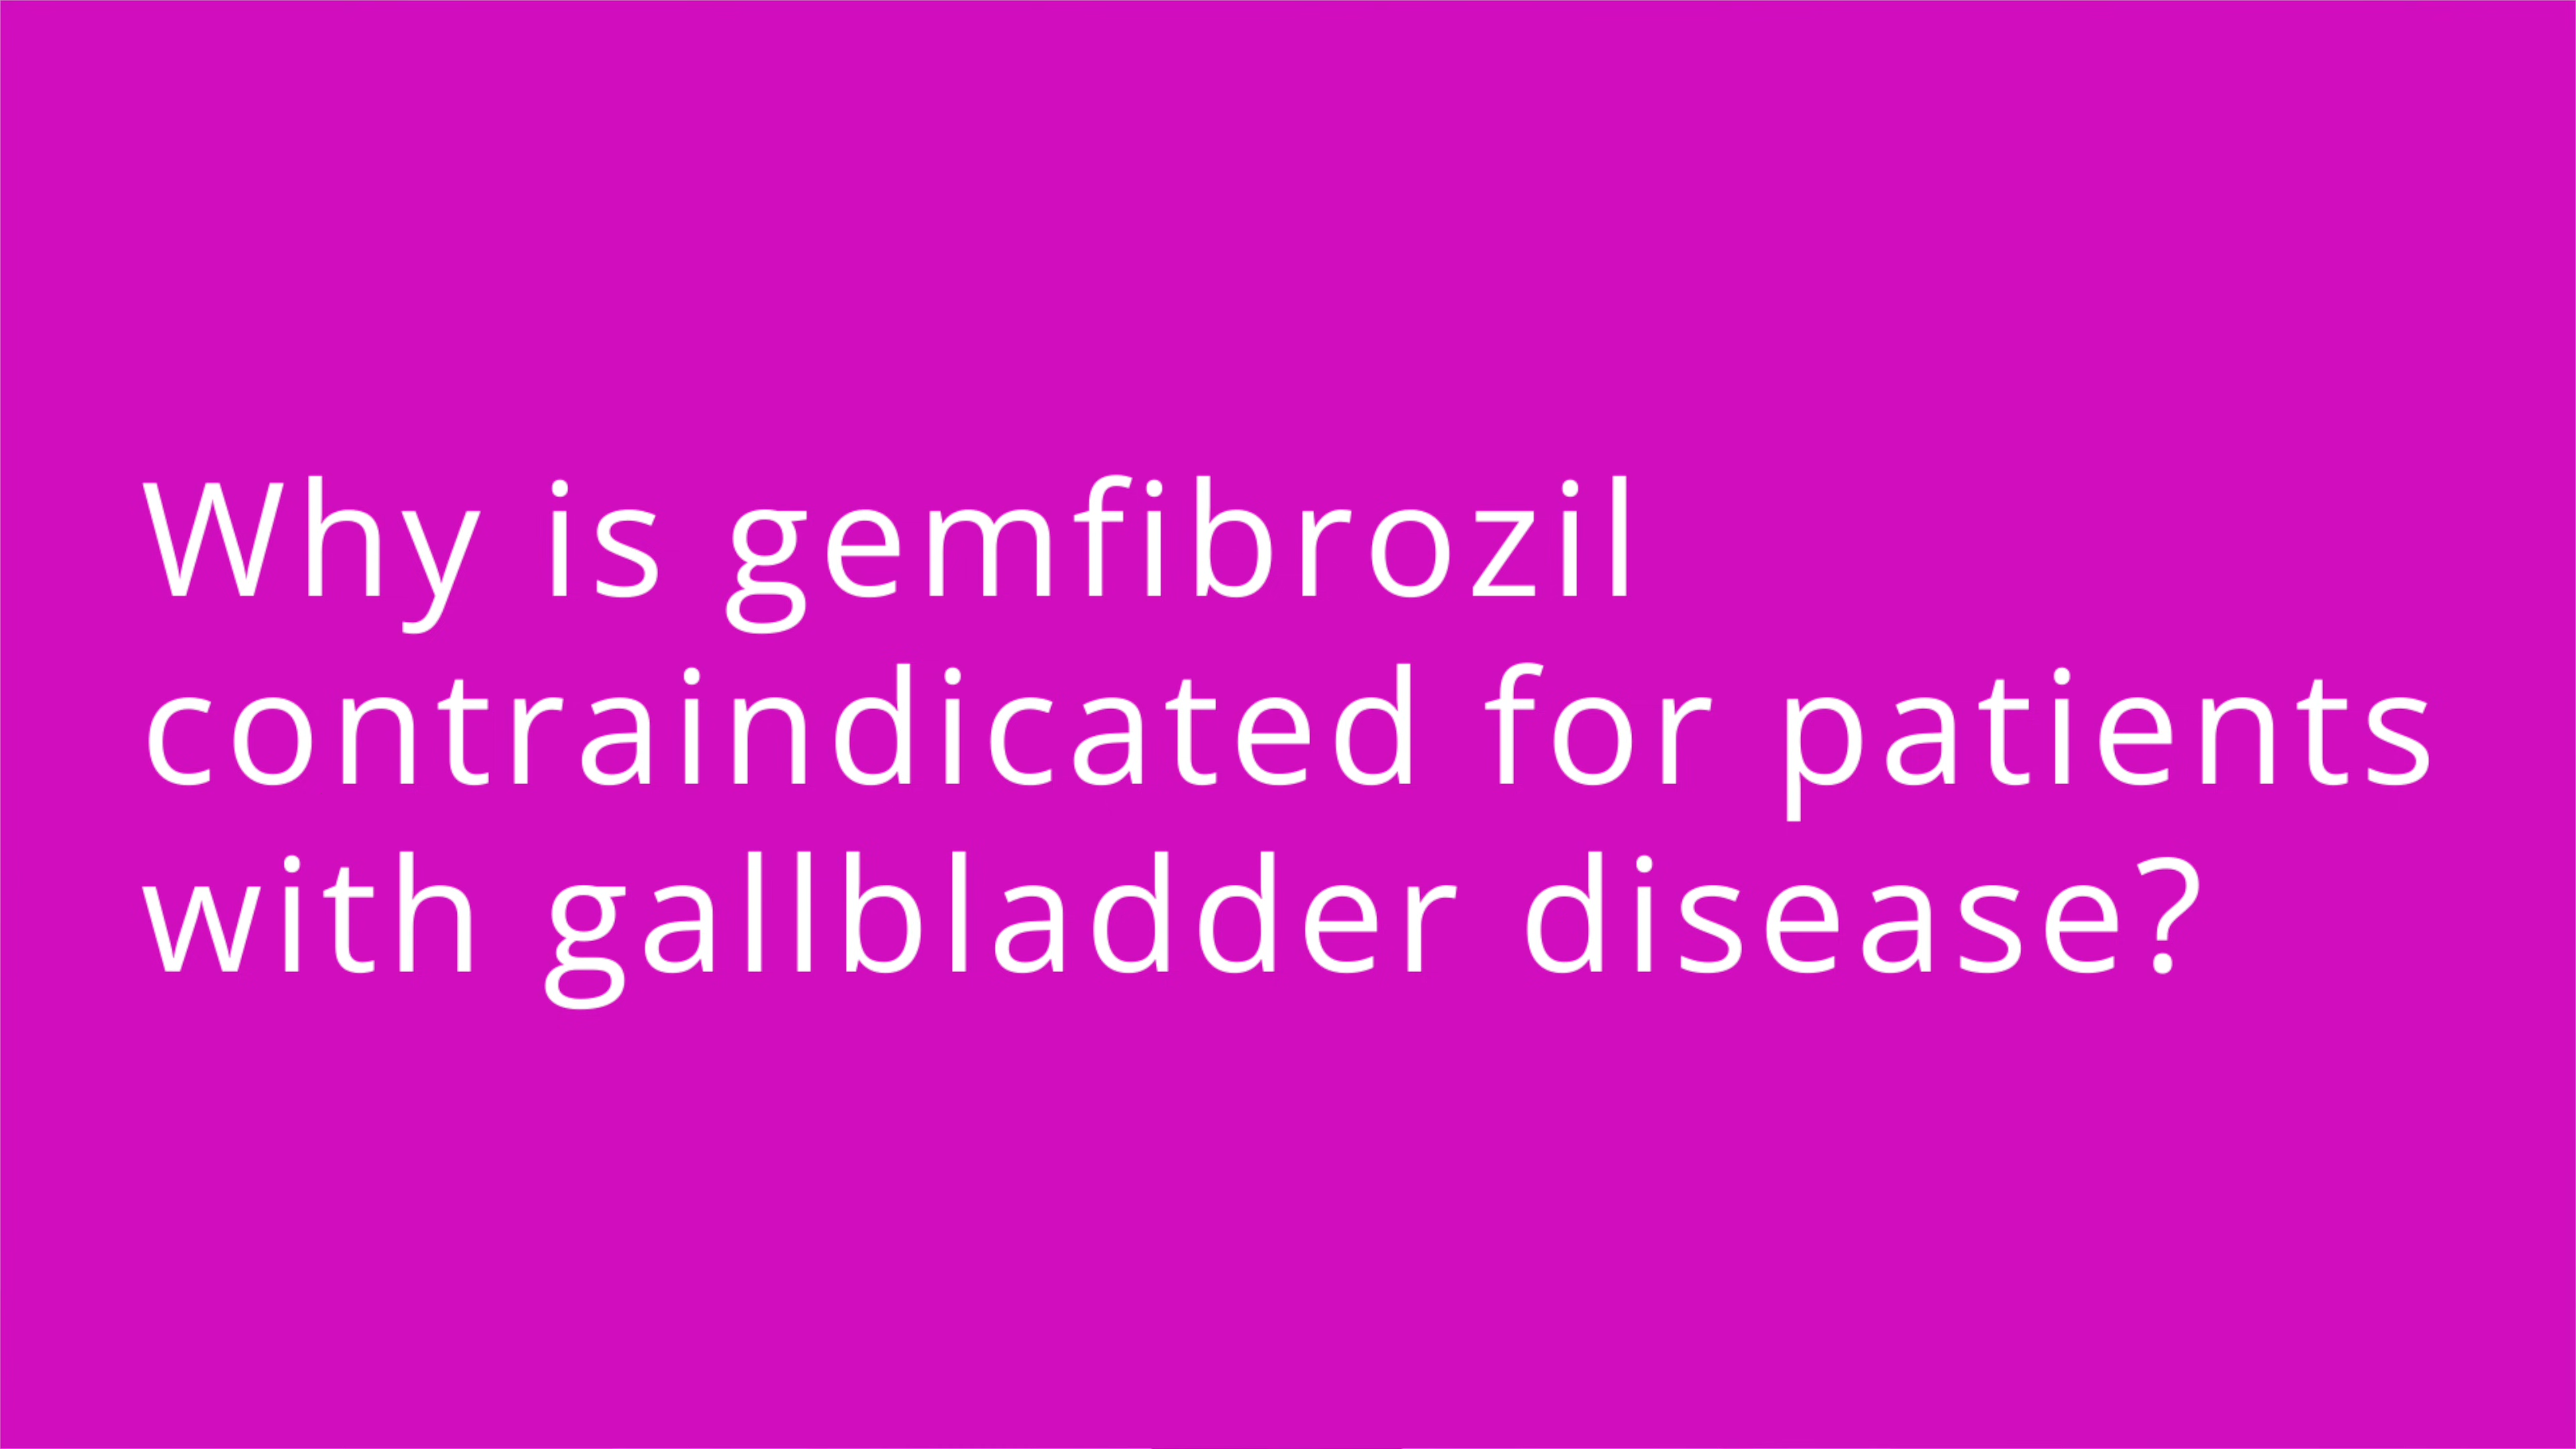 Why is gemfibrozil
contraindicated for patients
with gallbladder disease?